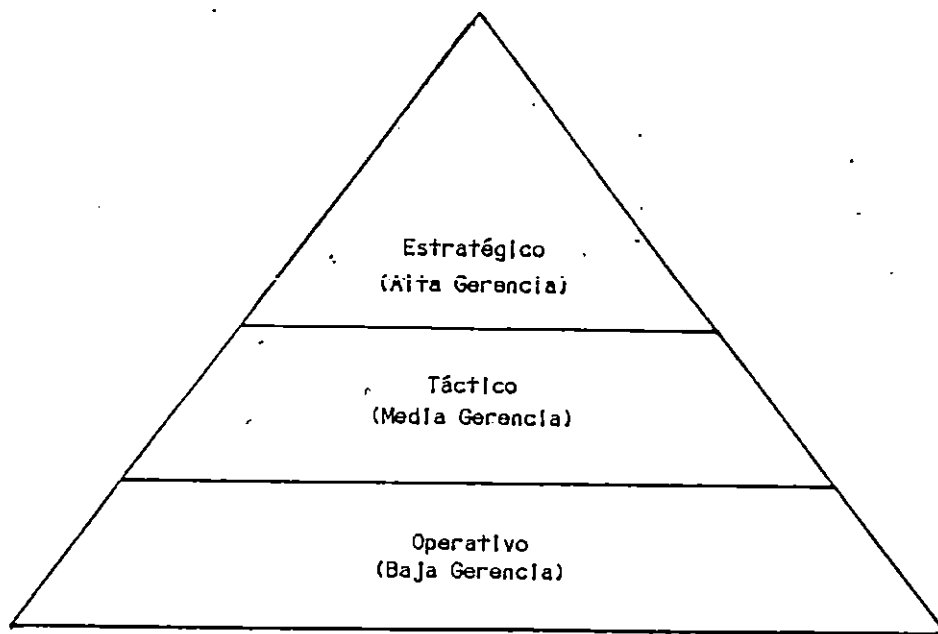 Estratégico
(Alta Gerencia)
Táctico
(Media Gerencia)
Operativo
(Baja Gerencia)